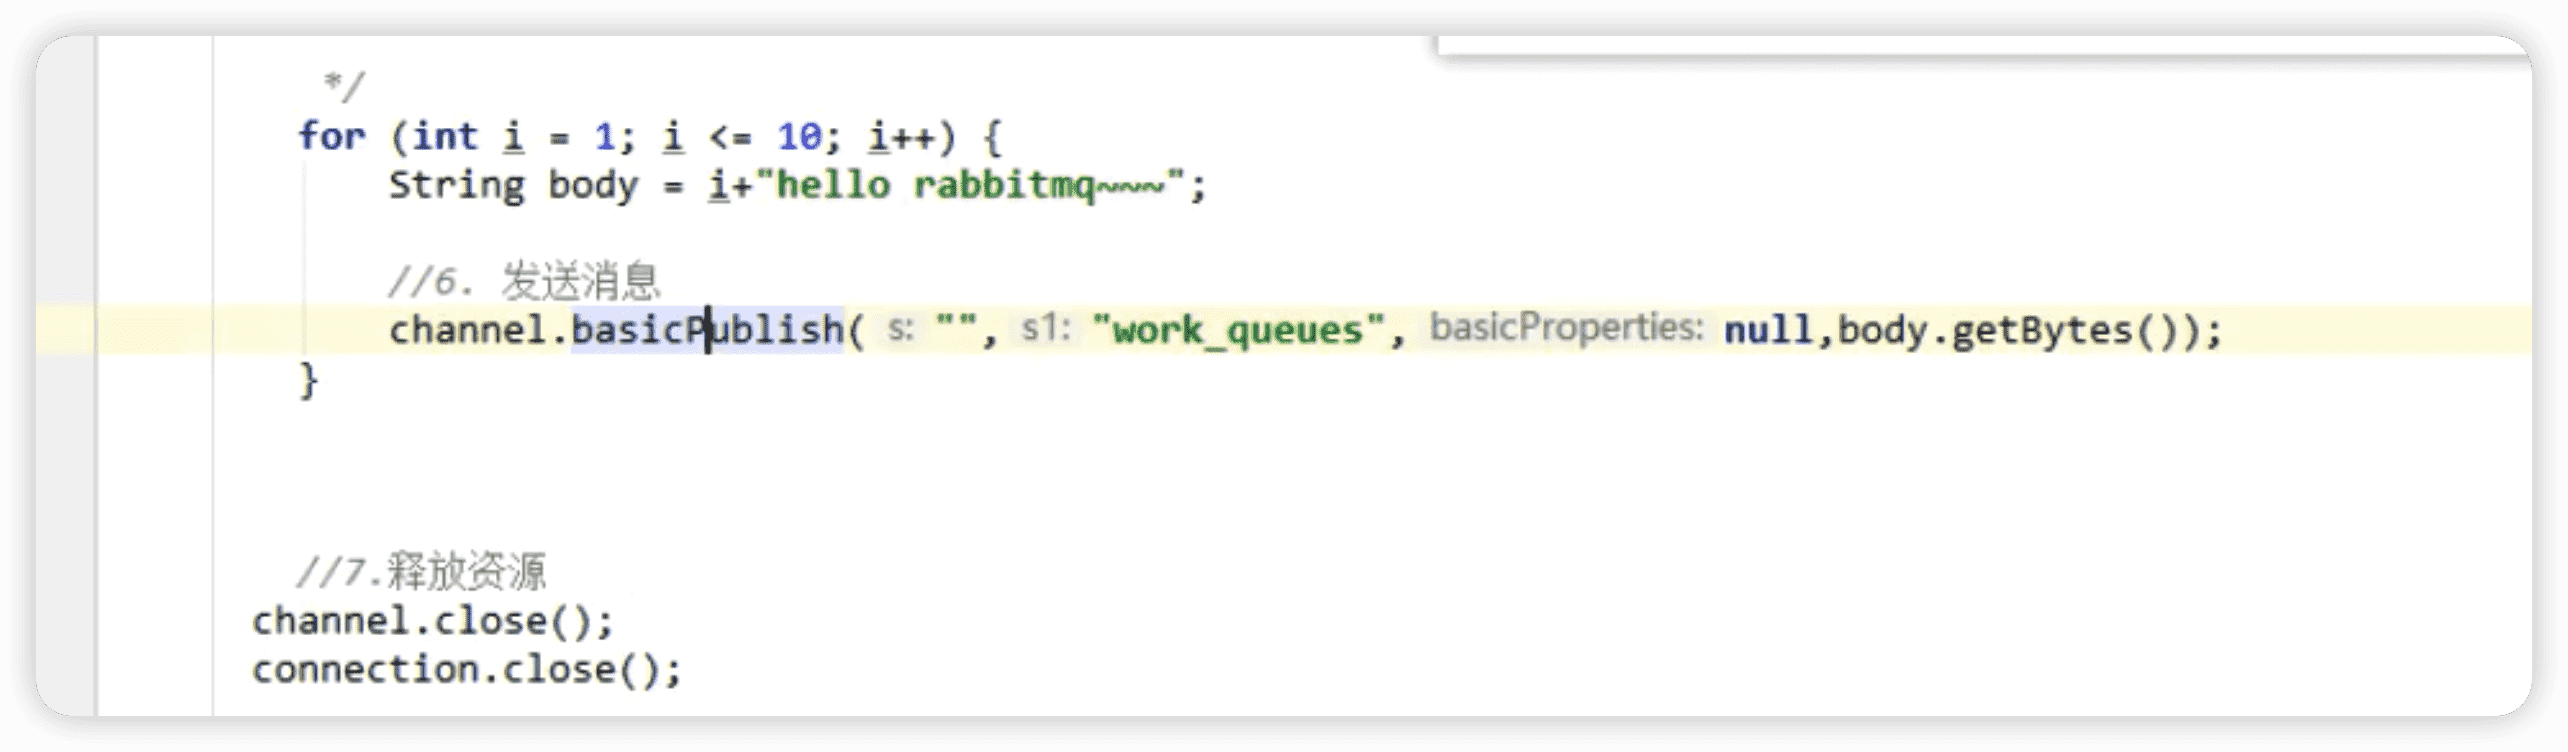 */
for (int i = 1; i <= 10; i++) {
String body = i+"hello rabbitmq~~~";
//6. 发送消息
channel.basicPublish( s: "", s1: "work_queues", basicProperties: null,body.getBytes());
}
//7.释放资源
channel.close();
connection.close();